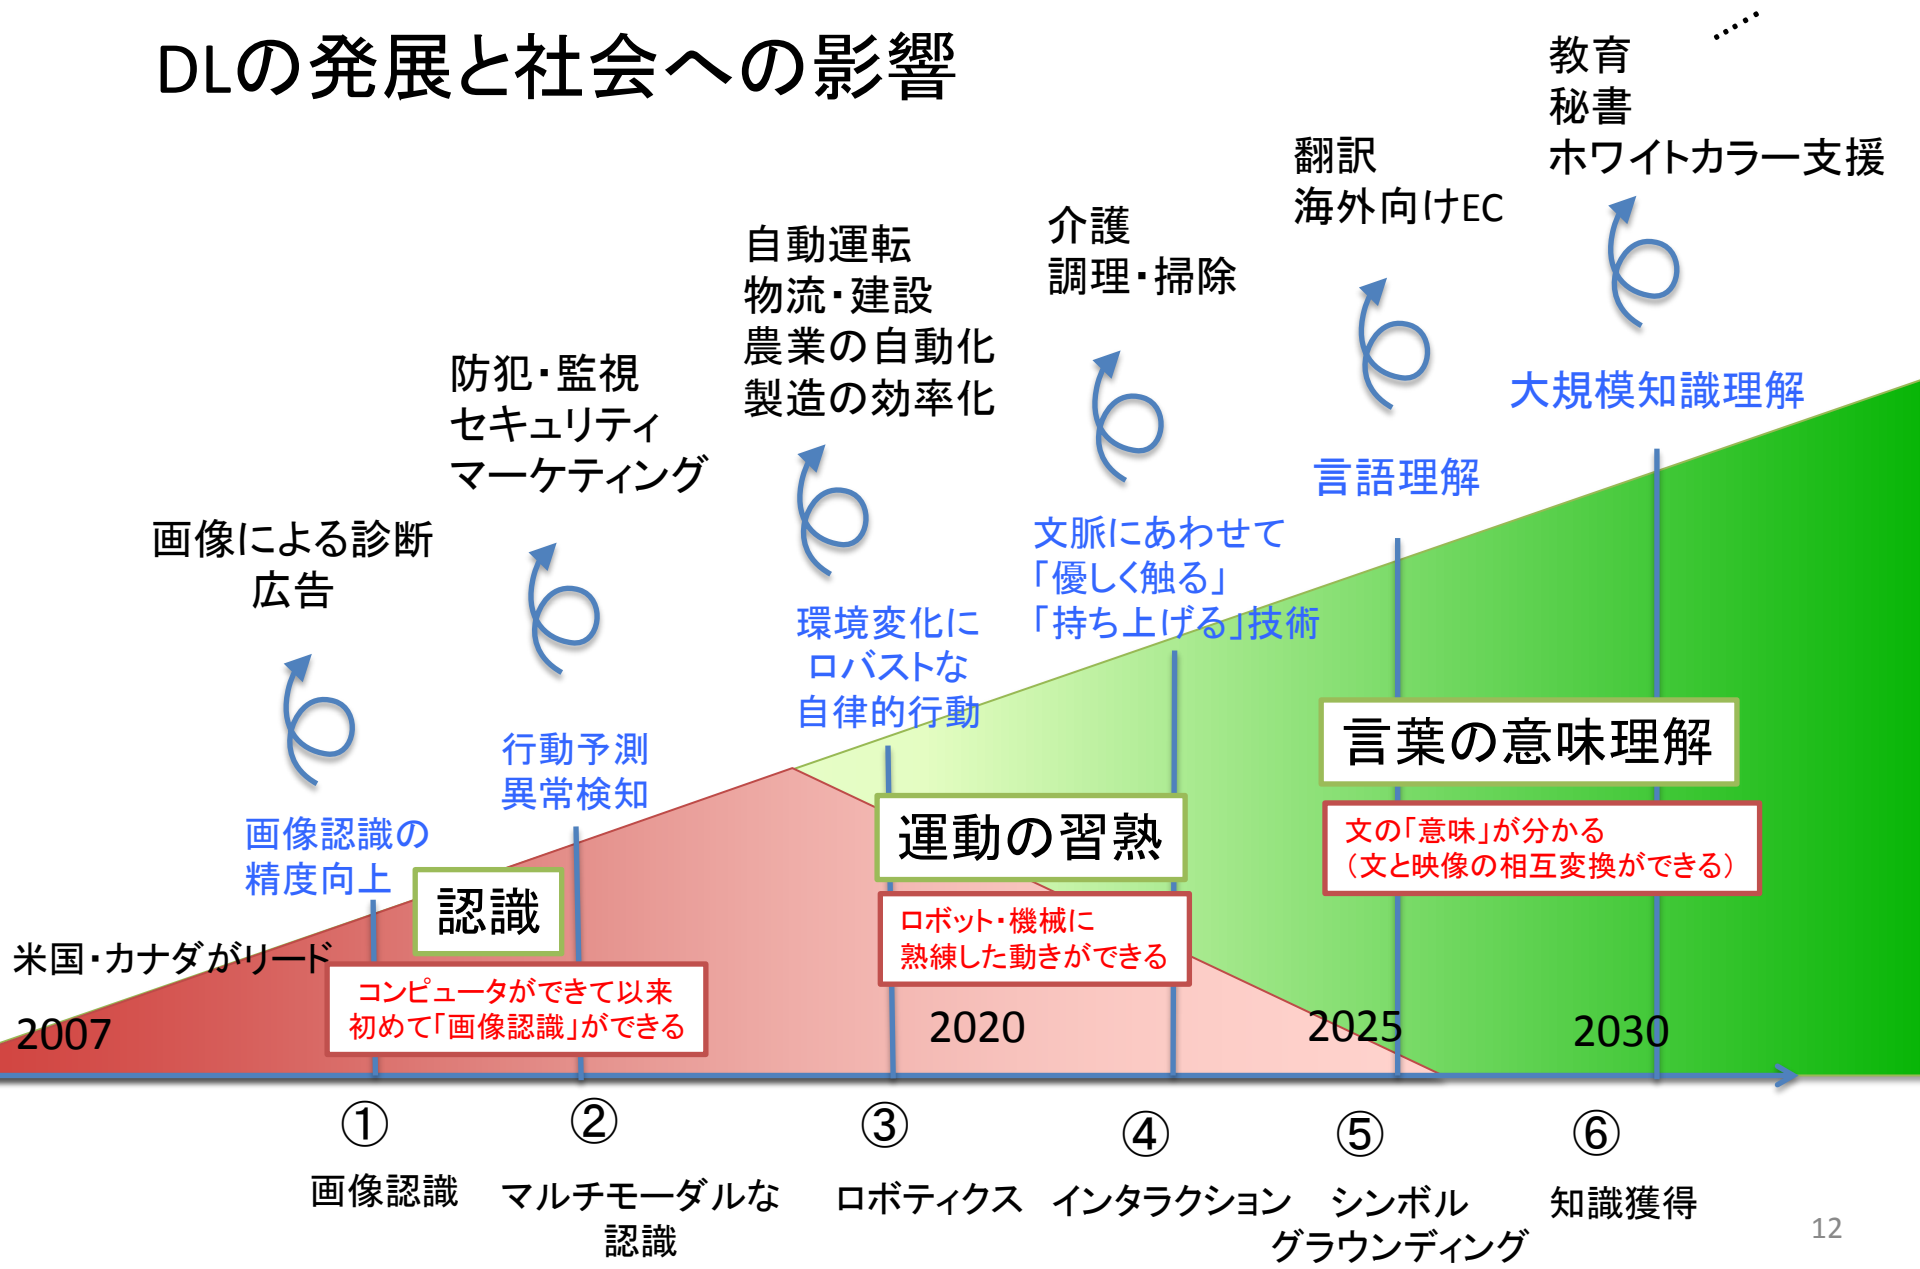 DLの発展と社会への影響
教育
秘書
ホワイトカラー支援
翻訳
海外向けEC
介護
調理・掃除
自動運転
物流・建設
農業の自動化
製造の効率化
防犯・監視
セキュリティ
マーケティング
画像による診断
広告
大規模知識理解
言語理解
文脈にあわせて
「優しく触る」
「持ち上げる」技術
環境変化に
ロバストな
自律的行動
行動予測
異常検知
画像認識の
精度向上
認識
運動の習熟
言葉の意味理解
文の「意味」が分かる
（文と映像の相互変換ができる）
ロボット・機械に
熟練した動きができる
コンピュータができて以来
初めて「画像認識」ができる
米国・カナダがリード
2007
2020
2025
2030
①
②
③
④
⑤
⑥
画像認識
マルチモーダルな
認識
ロボティクス
インタラクション
シンボル
グラウンディング
知識獲得
12